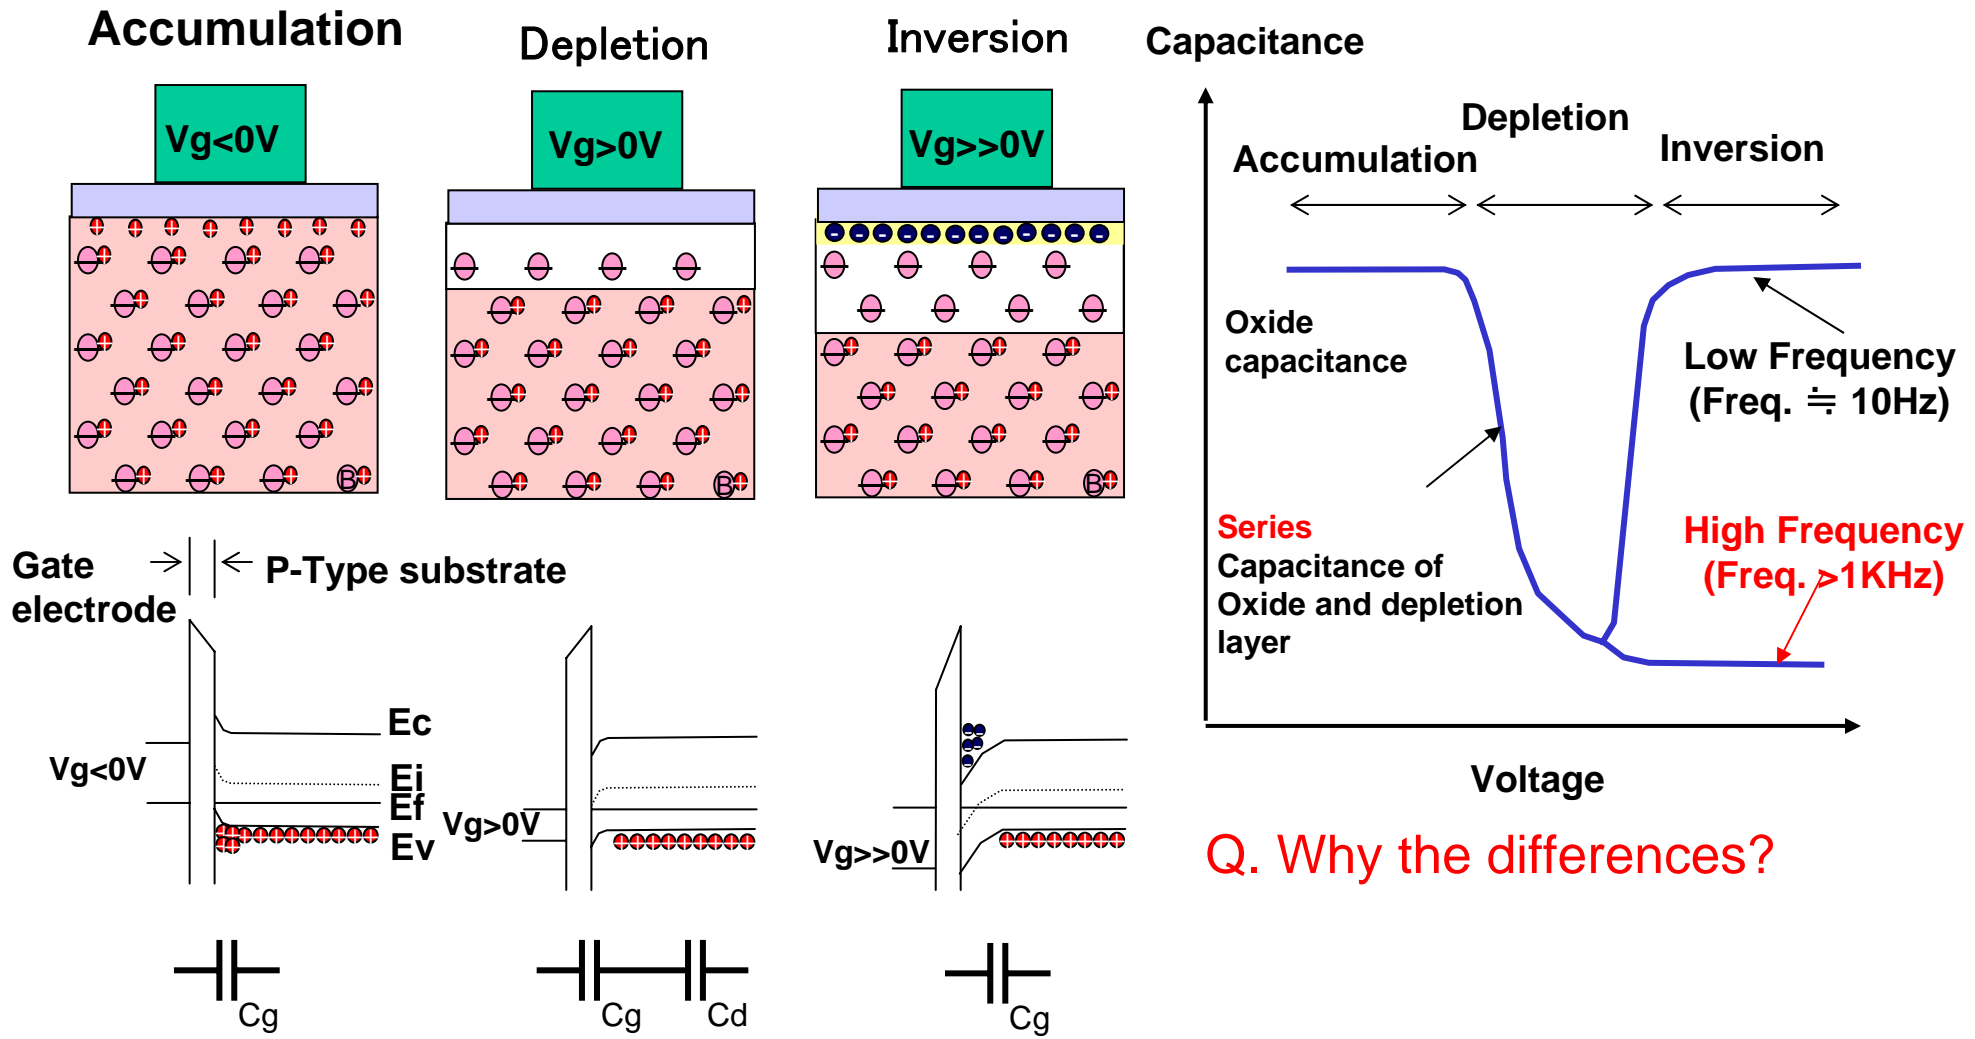 Accumulation
Depletion
Inversion
Vg<0V
Vg>0V
Vg>>0V
B
B
B
Gate
electrode
P-Type substrate
Ec
Ei
Ef
Ev
Vg<0V
Vg>0V
Vg>>0V
Cg
Cg
Cd
Cg
Capacitance
Accumulation
Depletion
Inversion
Oxide
capacitance
Low Frequency
(Freq. ≒ 10Hz)
Series
Capacitance of
Oxide and depletion
layer
High Frequency
(Freq. >1KHz)
Voltage
Q. Why the differences?